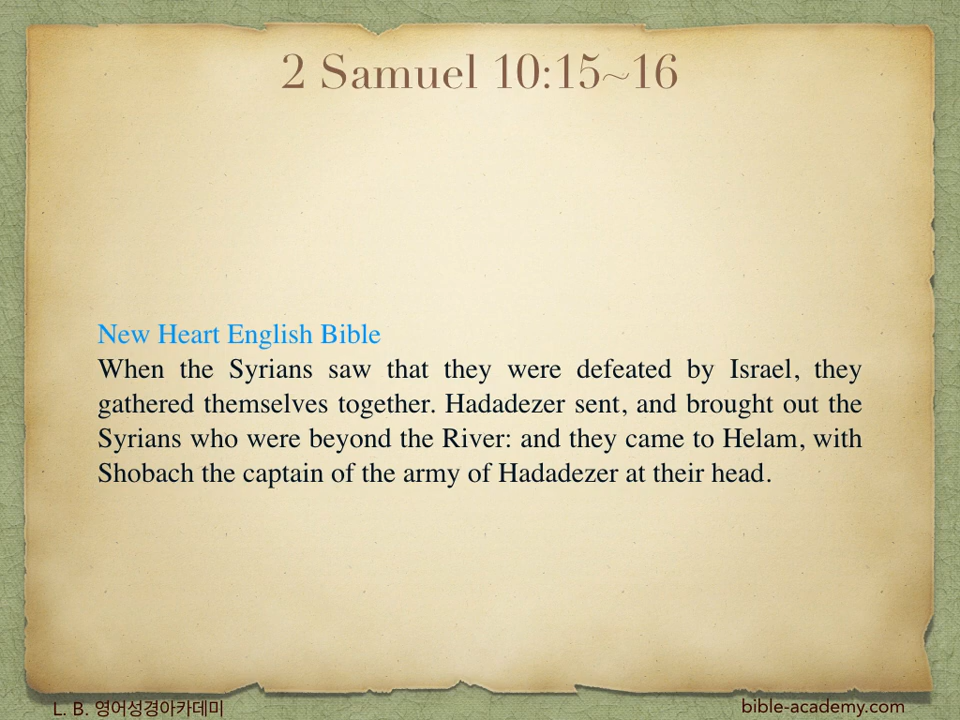 2 Samuel 10:15~16
New Heart English Bible
When the Syrians saw that they were defeated by Israel, they
gathered themselves together. Hadadezer sent, and brought out the
Syrians who were beyond the River: and they came to Helam, with
Shobach the captain of the army of Hadadezer at their head.
L. B. 영어성경아카데미
bible-academy.com